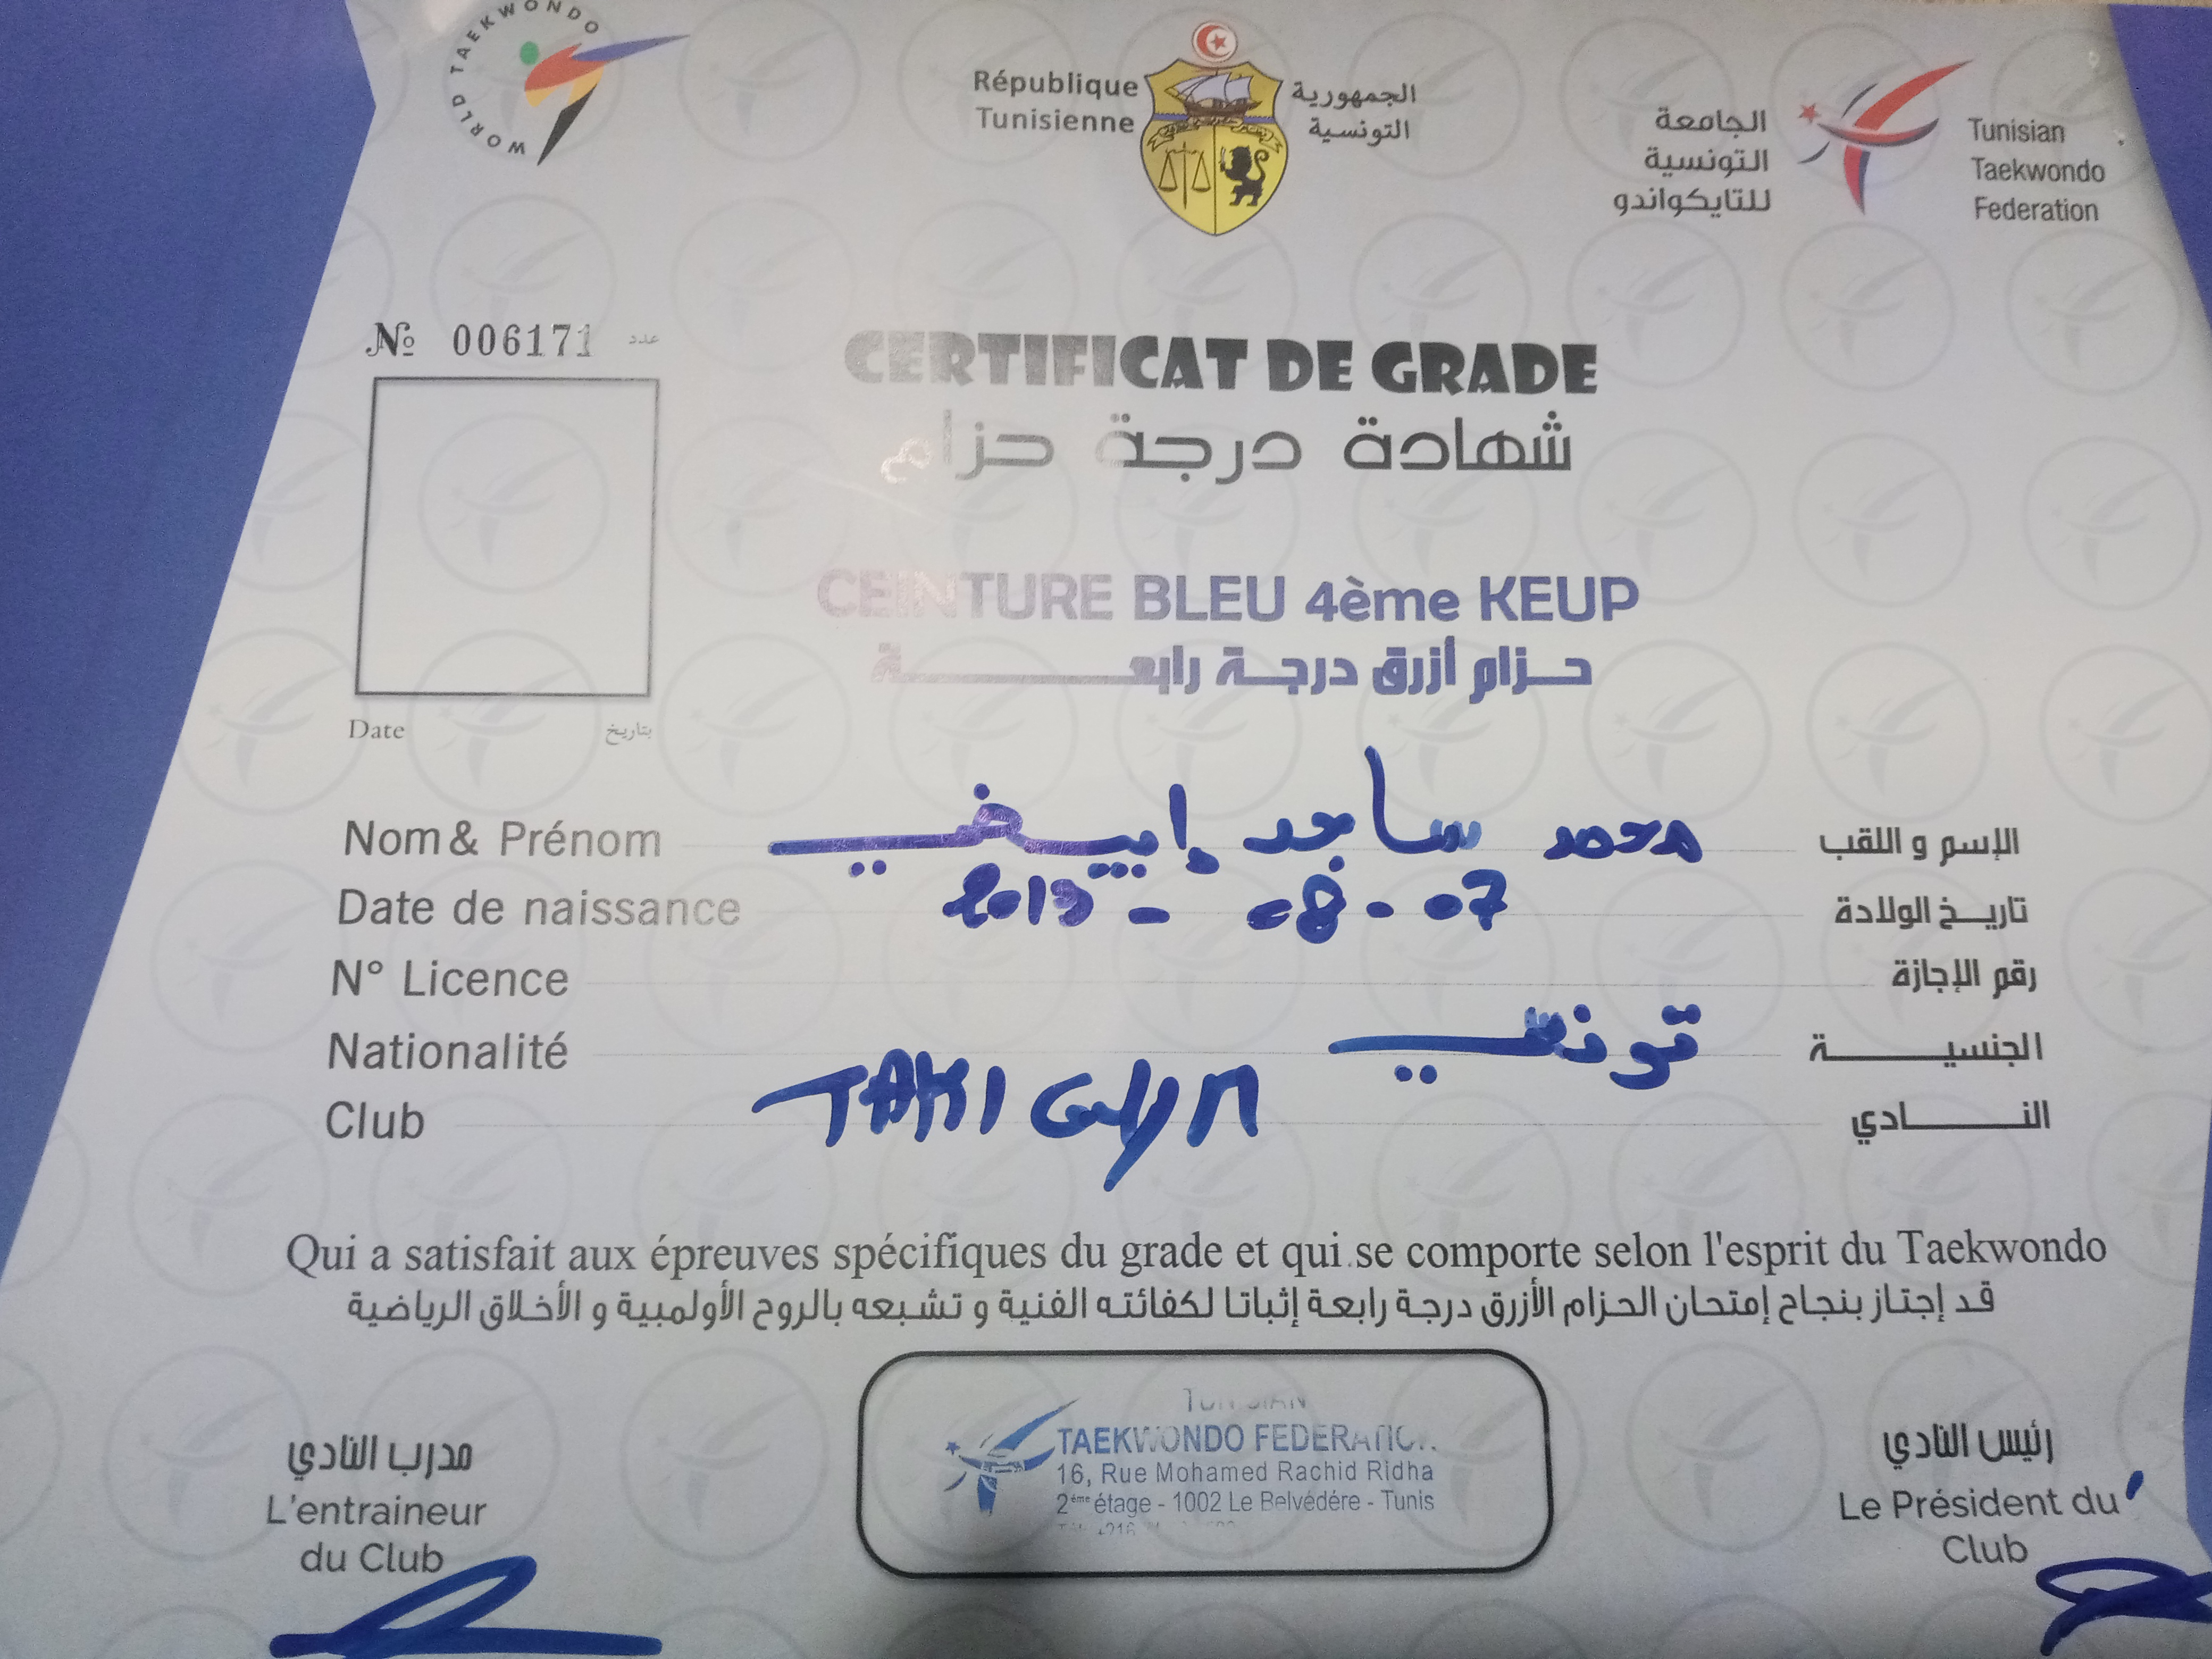 WORLD TAEKWONDO
République
Tunisienne
الجمهورية
التونسية
الجامعة
التونسية
للتايكواندو
Tunisian
Taekwondo
Federation
№ 006171 عدد
CERTIFICAT DE GRADE
شهادة درجة حزام
CEINTURE BLEU 4ème KEUP
حزام أزرق درجة رابعة
Date بتاريخ
Nom & Prénom محمد ساجد الإسم و اللقب
Date de naissance 2013 - 08 - 07 تاريخ الولادة
N° Licence رقم الإجازة
Nationalité تونسي الجنسية
Club TAKI GYM النادي
Qui a satisfait aux épreuves spécifiques du grade et qui se comporte selon l'esprit du Taekwondo
قد إجتاز بنجاح إمتحان الحزام الأزرق درجة رابعة إثباتا لكفائته الفنية و تشبعه بالروح الأولمبية و الأخلاق الرياضية
مدرب النادي
L'entraineur
du Club
TUNISIAN
TAEKWONDO FEDERATION
16, Rue Mohamed Rachid Ridha
2ème étage - 1002 Le Belvédére - Tunis
رئيس النادي
Le Président du
Club